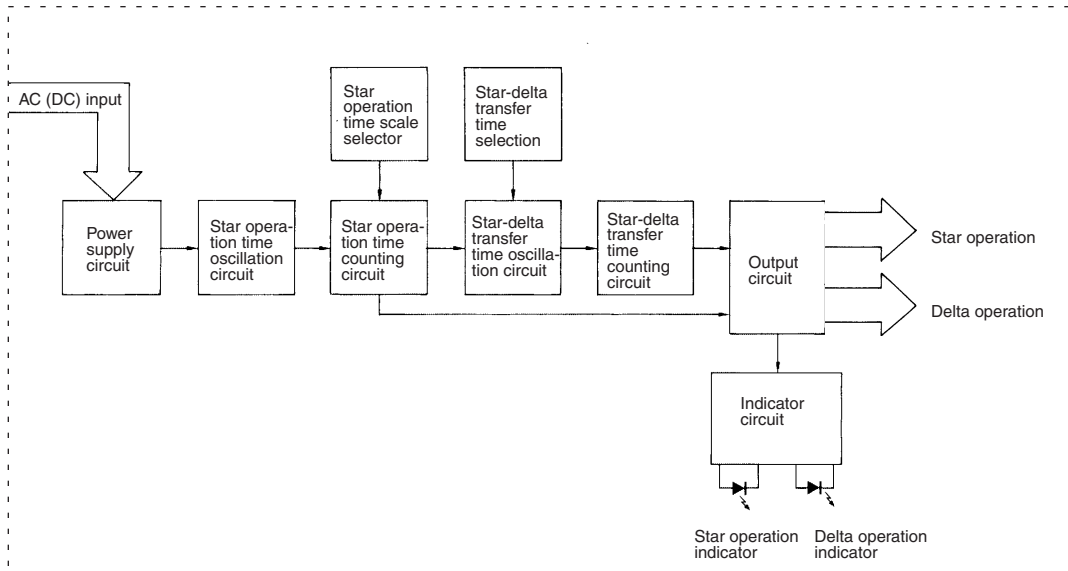 AC (DC) input
Star
operation
time scale
selector
Star-delta
transfer
time
selection
Power
supply
circuit
Star opera-
tion time
oscillation
circuit
Star opera-
tion time
counting
circuit
Star-delta
transfer
time oscilla-
tion circuit
Star-delta
transfer
time
counting
circuit
Output
circuit
Star operation
Delta operation
Indicator
circuit
Star operation
indicator
Delta operation
indicator